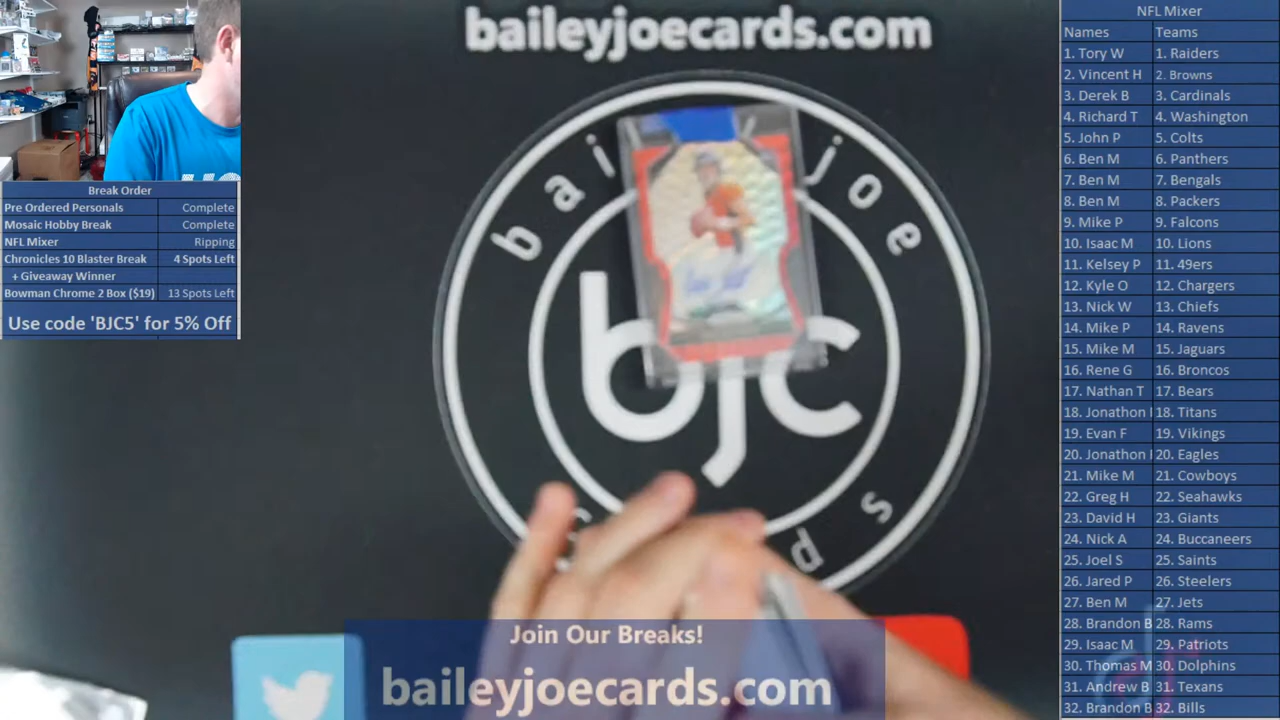 baileyjoecards.com
bailey joe
bjc
s p
Break Order
Pre Ordered Personals Complete
Mosaic Hobby Break Complete
NFL Mixer Ripping
Chronicles 10 Blaster Break 4 Spots Left
+ Giveaway Winner
Bowman Chrome 2 Box ($19) 13 Spots Left
Use code 'BJC5' for 5% Off
Join Our Breaks!
baileyjoecards.com
NFL Mixer
Names Teams
1. Tory W 1. Raiders
2. Vincent H 2. Browns
3. Derek B 3. Cardinals
4. Richard T 4. Washington
5. John P 5. Colts
6. Ben M 6. Panthers
7. Ben M 7. Bengals
8. Ben M 8. Packers
9. Mike P 9. Falcons
10. Isaac M 10. Lions
11. Kelsey P 11. 49ers
12. Kyle O 12. Chargers
13. Nick W 13. Chiefs
14. Mike P 14. Ravens
15. Mike M 15. Jaguars
16. Rene G 16. Broncos
17. Nathan T 17. Bears
18. Jonathon 18. Titans
19. Evan F 19. Vikings
20. Jonathon 20. Eagles
21. Mike M 21. Cowboys
22. Greg H 22. Seahawks
23. David H 23. Giants
24. Nick A 24. Buccaneers
25. Joel S 25. Saints
26. Jared P 26. Steelers
27. Ben M 27. Jets
28. Brandon B 28. Rams
29. Isaac M 29. Patriots
30. Thomas M 30. Dolphins
31. Andrew B 31. Texans
32. Brandon B 32. Bills